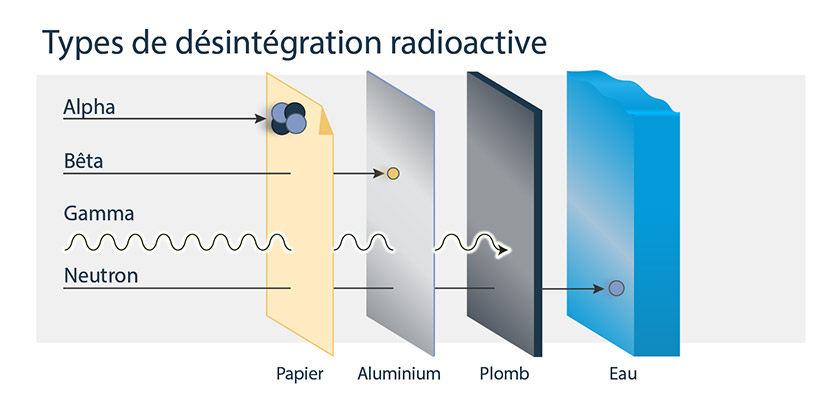 Types de désintégration radioactive
Alpha
Bêta
Gamma
Neutron
Papier
Aluminium
Plomb
Eau